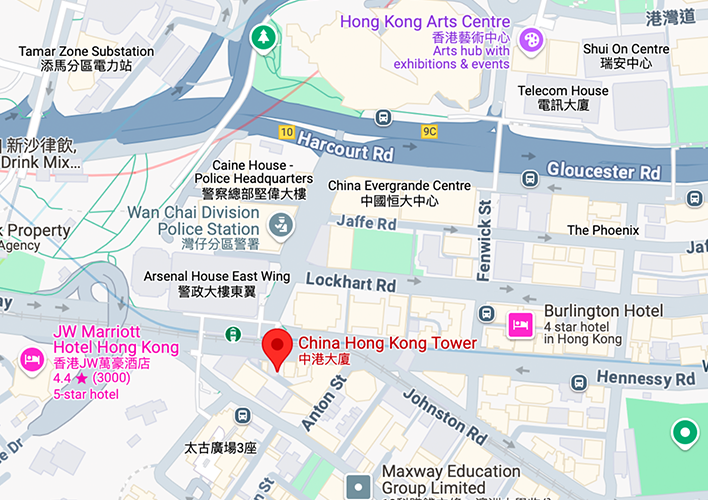 港灣道
Hong Kong Arts Centre
香港藝術中心
Arts hub with
exhibitions & events
Tamar Zone Substation
添馬分區電力站
Shui On Centre
瑞安中心
Telecom House
電訊大廈
新沙律飲,
Drink Mix...
10
9C
Harcourt Rd
Gloucester Rd
Caine House -
Police Headquarters
警察總部堅偉大樓
China Evergrande Centre
中國恒大中心
Wan Chai Division
Police Station
灣仔分區警署
Jaffe Rd
Fenwick St
The Phoenix
Jaf
k Property
Agency
Arsenal House East Wing
警政大樓東翼
Lockhart Rd
Burlington Hotel
4 star hotel
in Hong Kong
ay
JW Marriott
Hotel Hong Kong
香港JW萬豪酒店
4.4 ★ (3000)
5-star hotel
China Hong Kong Tower
中港大廈
Hennessy Rd
Anton St
Johnston Rd
太古廣場3座
e Dr
Maxway Education
Group Limited